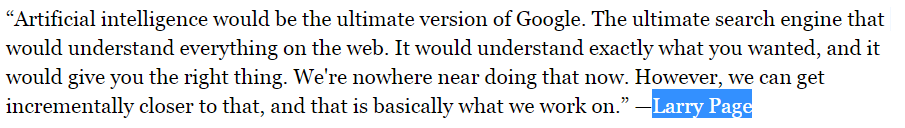 “Artificial intelligence would be the ultimate version of Google. The ultimate search engine that
would understand everything on the web. It would understand exactly what you wanted, and it
would give you the right thing. We're nowhere near doing that now. However, we can get
incrementally closer to that, and that is basically what we work on.” —Larry Page